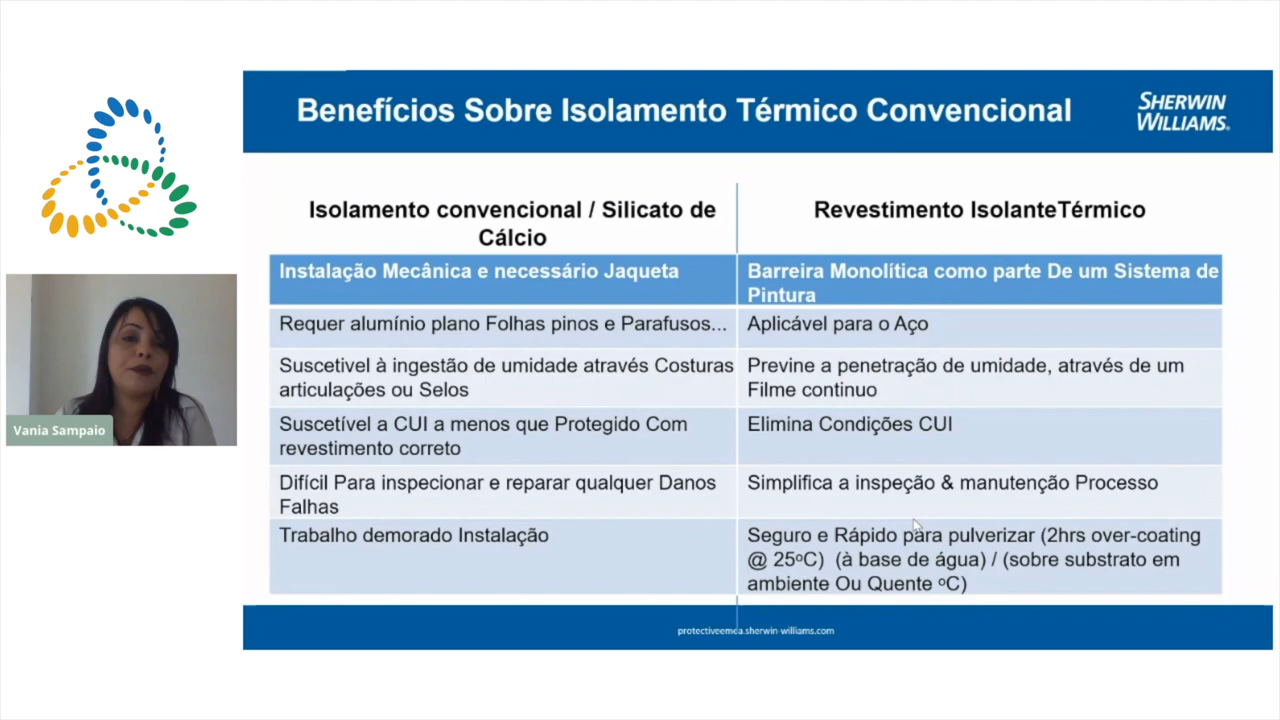 Benefícios Sobre Isolamento Térmico Convencional
SHERWIN
WILLIAMS.
Isolamento convencional / Silicato de
Cálcio
Revestimento IsolanteTérmico
Instalação Mecânica e necessário Jaqueta
Barreira Monolítica como parte De um Sistema de
Pintura
Requer alumínio plano Folhas pinos e Parafusos...
Aplicável para o Aço
Suscetivel à ingestão de umidade através Costuras
articulações ou Selos
Previne a penetração de umidade, através de um
Filme continuo
Suscetível a CUI a menos que Protegido Com
revestimento correto
Elimina Condições CUI
Difícil Para inspecionar e reparar qualquer Danos
Falhas
Simplifica a inspeção & manutenção Processo
Trabalho demorado Instalação
Seguro e Rápido para pulverizar (2hrs over-coating
@ 25ºC) (à base de água) / (sobre substrato em
ambiente Ou Quente ºC)
Vania Sampaio
protectiveemea.sherwin-williams.com